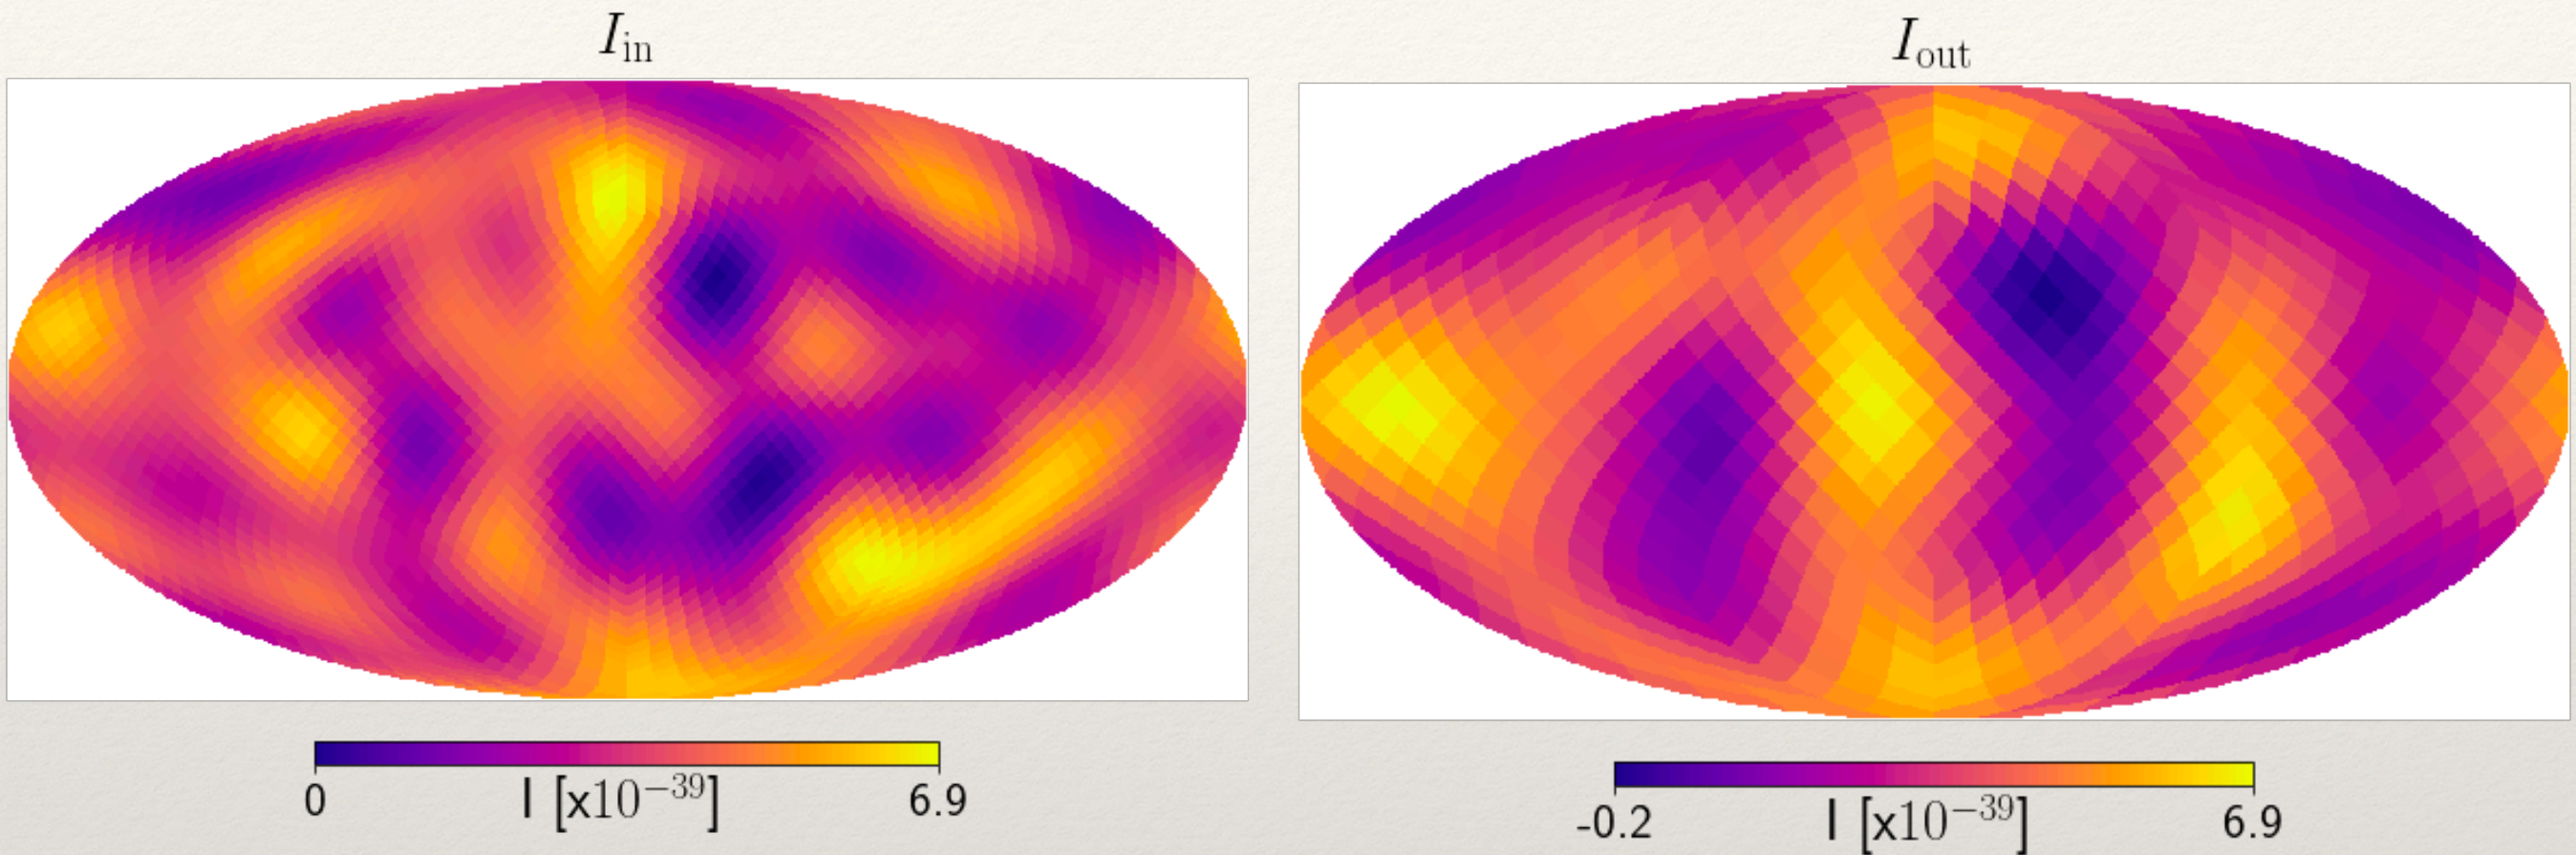 I_in
I_out
0 I [x10^−39] 6.9
-0.2 I [x10^−39] 6.9